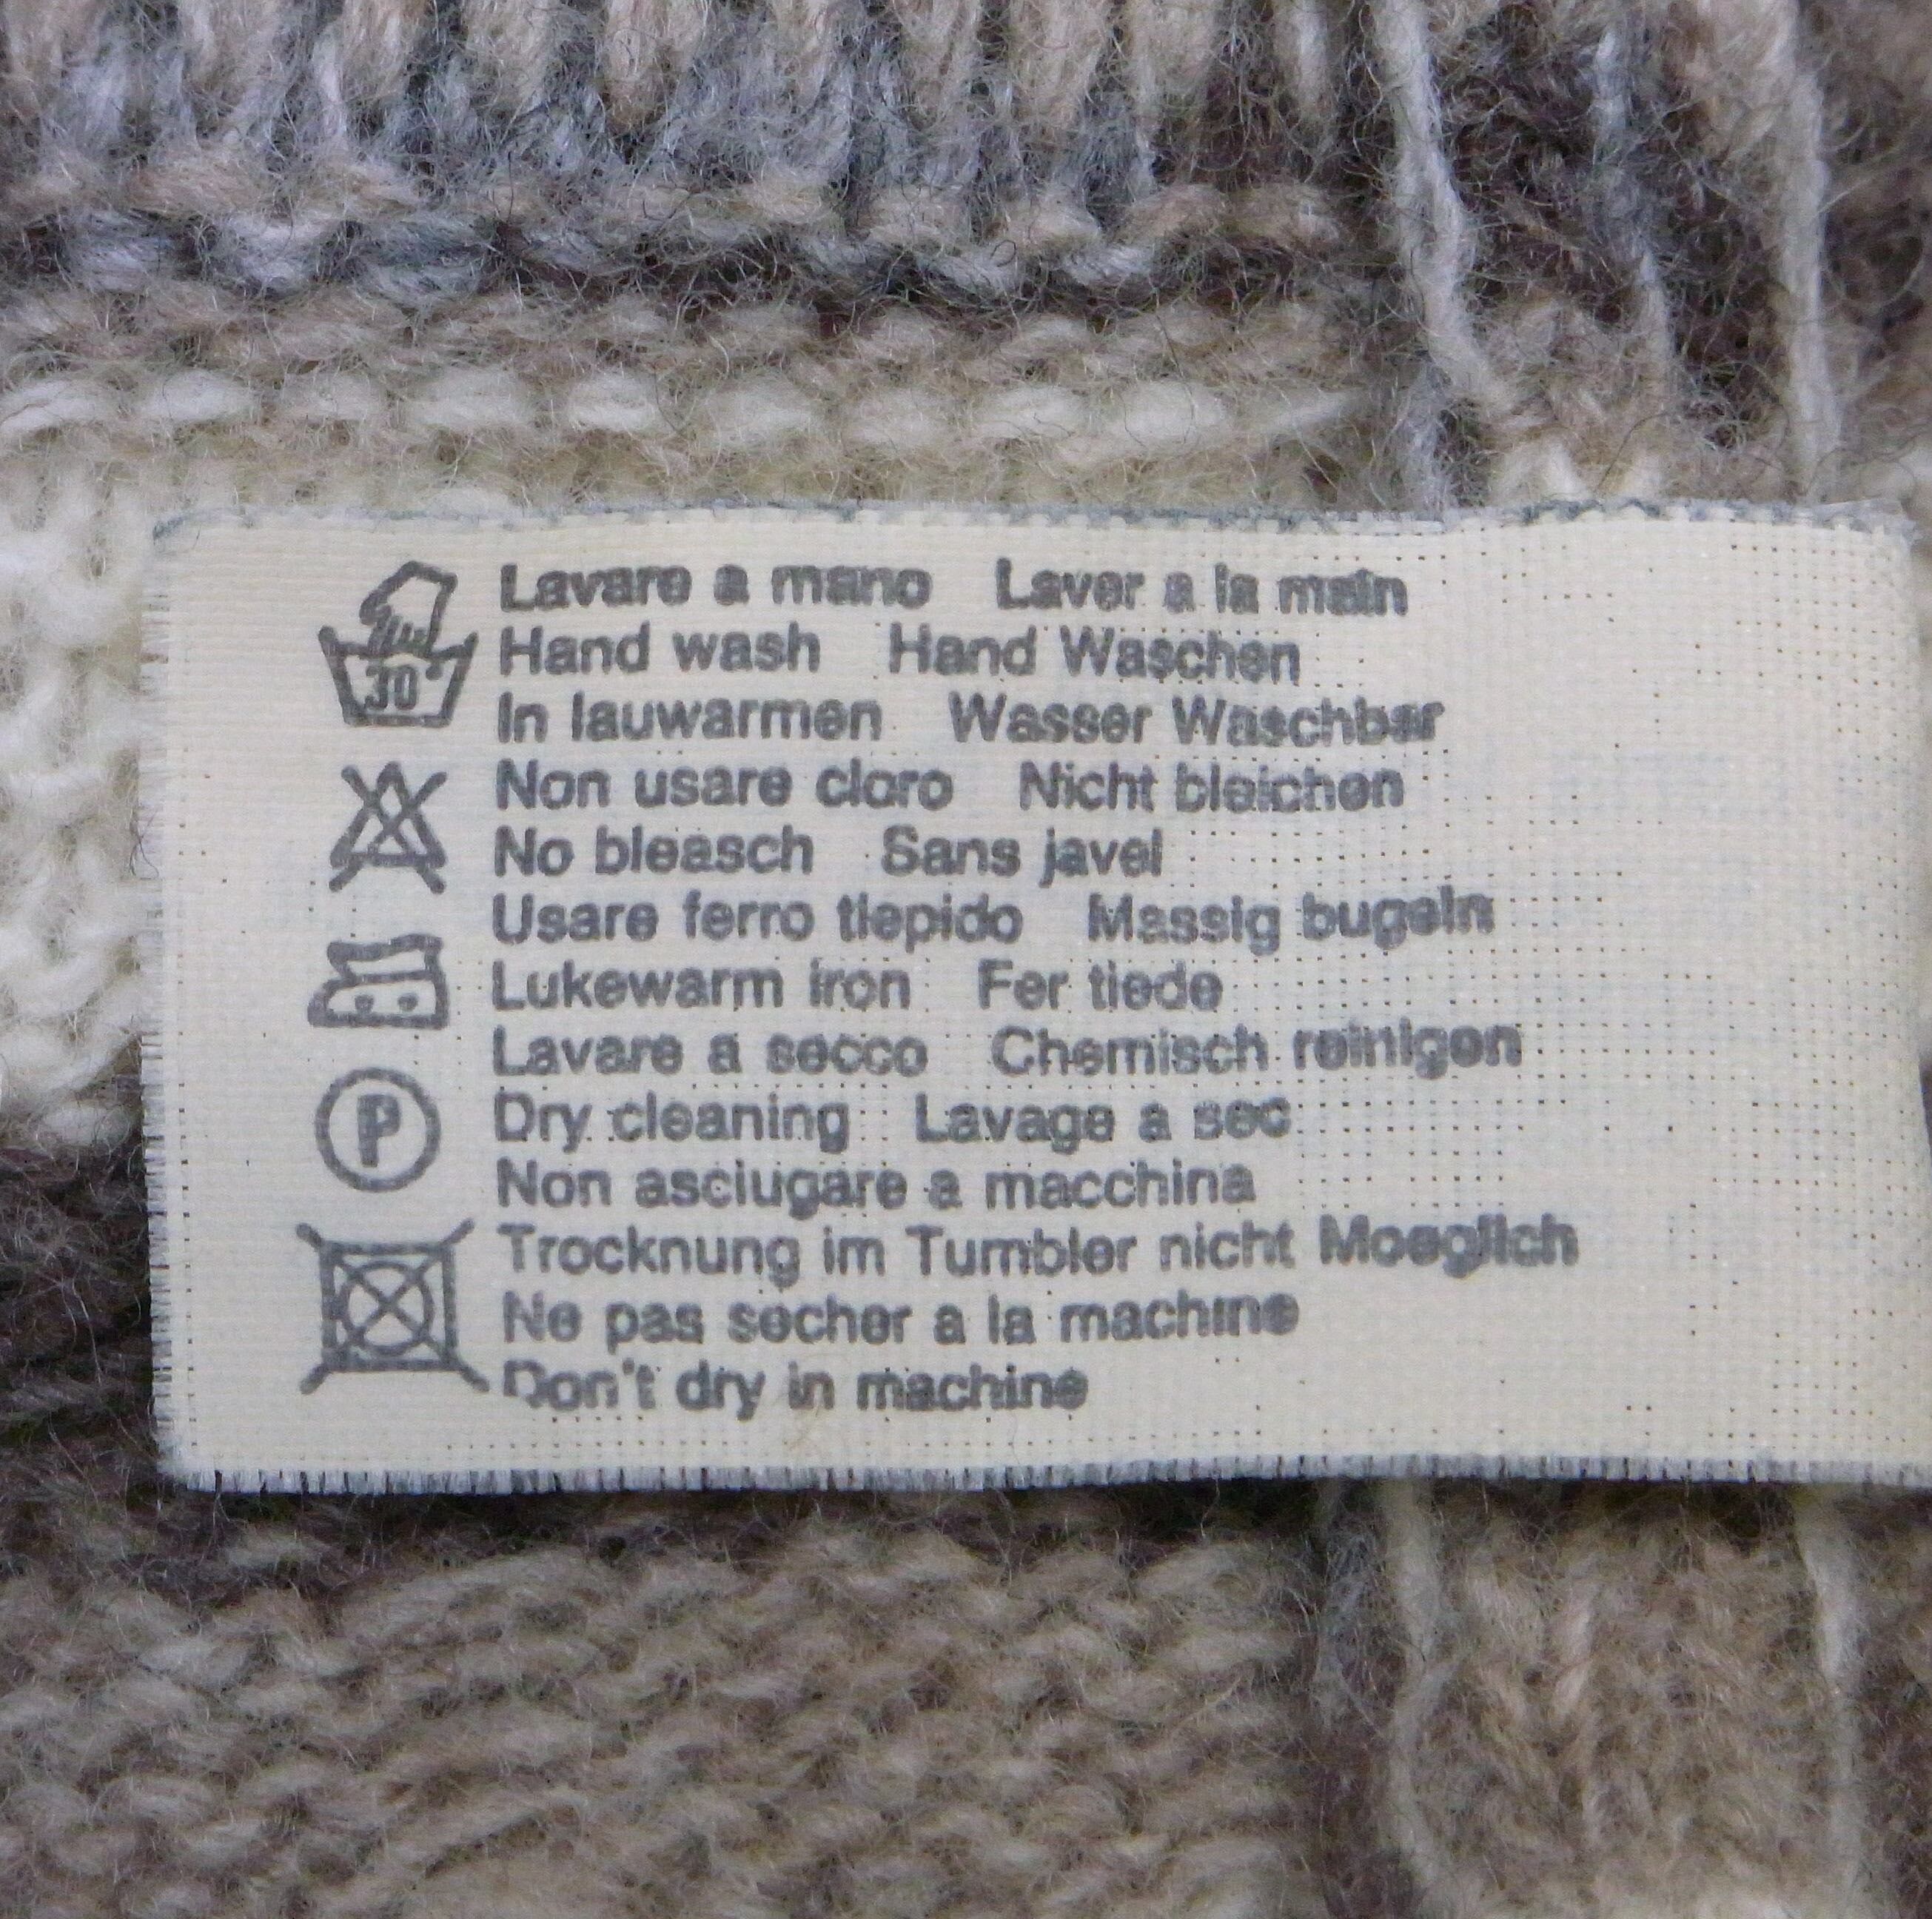 Lavare a mano Laver a la main
Hand wash Hand Waschen
30°
In lauwarmen Wasser Waschbar
Non usare cloro Nicht bleichen
No bleasch Sans javel
Usare ferro tiepido Massig bugeln
Lukewarm iron Fer tiede
Lavare a secco Chemisch reinigen
P
Dry cleaning Lavage a sec
Non asciugare a macchina
Trocknung im Tumbler nicht Moeglich
Ne pas secher a la machine
Don't dry in machine